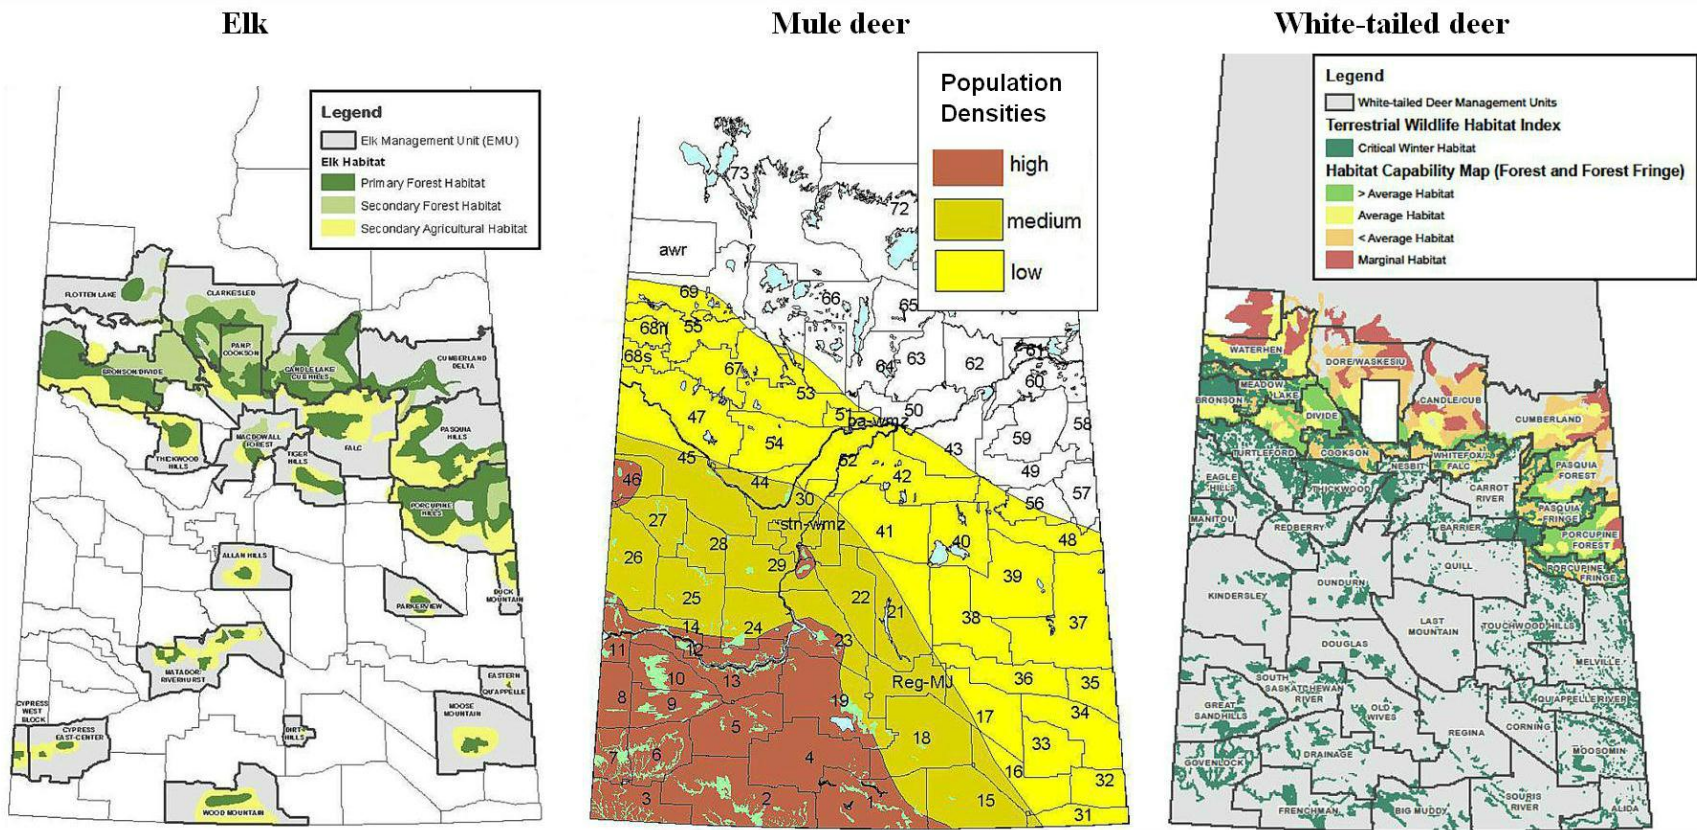 Elk
Legend
Elk Management Unit (EMU)
Elk Habitat
Primary Forest Habitat
Secondary Forest Habitat
Secondary Agricultural Habitat
FLOTTEN LAKE
CLARKE/SLED
PANP
COOKSON
CUMBERLAND
DELTA
BRONSON/DIVIDE
CANDLE LAKE/
CUB HILLS
PASQUIA
HILLS
MACDOWALL
FOREST
FALC
THICKWOOD
HILLS
TIGER
HILLS
PORCUPINE
HILLS
ALLAN HILLS
DUCK
MOUNTAIN
PARKERVIEW
MATADOR/
RIVERHURST
EASTERN
QU'APPELLE
CYPRESS
WEST
BLOCK
MOOSE
MOUNTAIN
CYPRESS
EAST-CENTER
DIRT
HILLS
WOOD MOUNTAIN
Mule deer
Population
Densities
high
medium
low
73
72
awr
69
66
65
68n
55
68s
67
64
63
62
61
60
53
47
51
50
pa-wmz
58
54
43
59
45
52
42
49
46
44
30
56
57
27
stn-wmz
41
48
26
28
40
29
39
25
22
21
38
37
14
24
23
11
12
10
13
36
35
8
9
19
Reg-MJ
17
34
5
18
33
7
6
4
16
32
3
2
1
15
31
White-tailed deer
Legend
White-tailed Deer Management Units
Terrestrial Wildlife Habitat Index
Critical Winter Habitat
Habitat Capability Map (Forest and Forest Fringe)
> Average Habitat
Average Habitat
< Average Habitat
Marginal Habitat
WATERHEN
DORE/WASKESIU
MEADOW
LAKE
BRONSON
CANDLE/CUB
DIVIDE
CUMBERLAND
TURTLEFORD
COOKSON
WHITEFOX/
FALC
NESBIT
PASQUIA
FOREST
EAGLE
HILLS
THICKWOOD
CARROT
RIVER
MANITOU
REDBERRY
BARRIER
PASQUIA
FRINGE
PORCUPINE
FOREST
QUILL
PORCUPINE
FRINGE
DUNDURN
KINDERSLEY
LAST
MOUNTAIN
TOUCHWOOD HILLS
DOUGLAS
MELVILLE
SOUTH
SASKATCHEWAN
RIVER
QU'APPELLE RIVER
GREAT
SANDHILLS
OLD
WIVES
CORNING
REGINA
DRAINAGE
MOOSOMIN
GOVENLOCK
SOURIS
RIVER
FRENCHMAN
BIG MUDDY
ALIDA